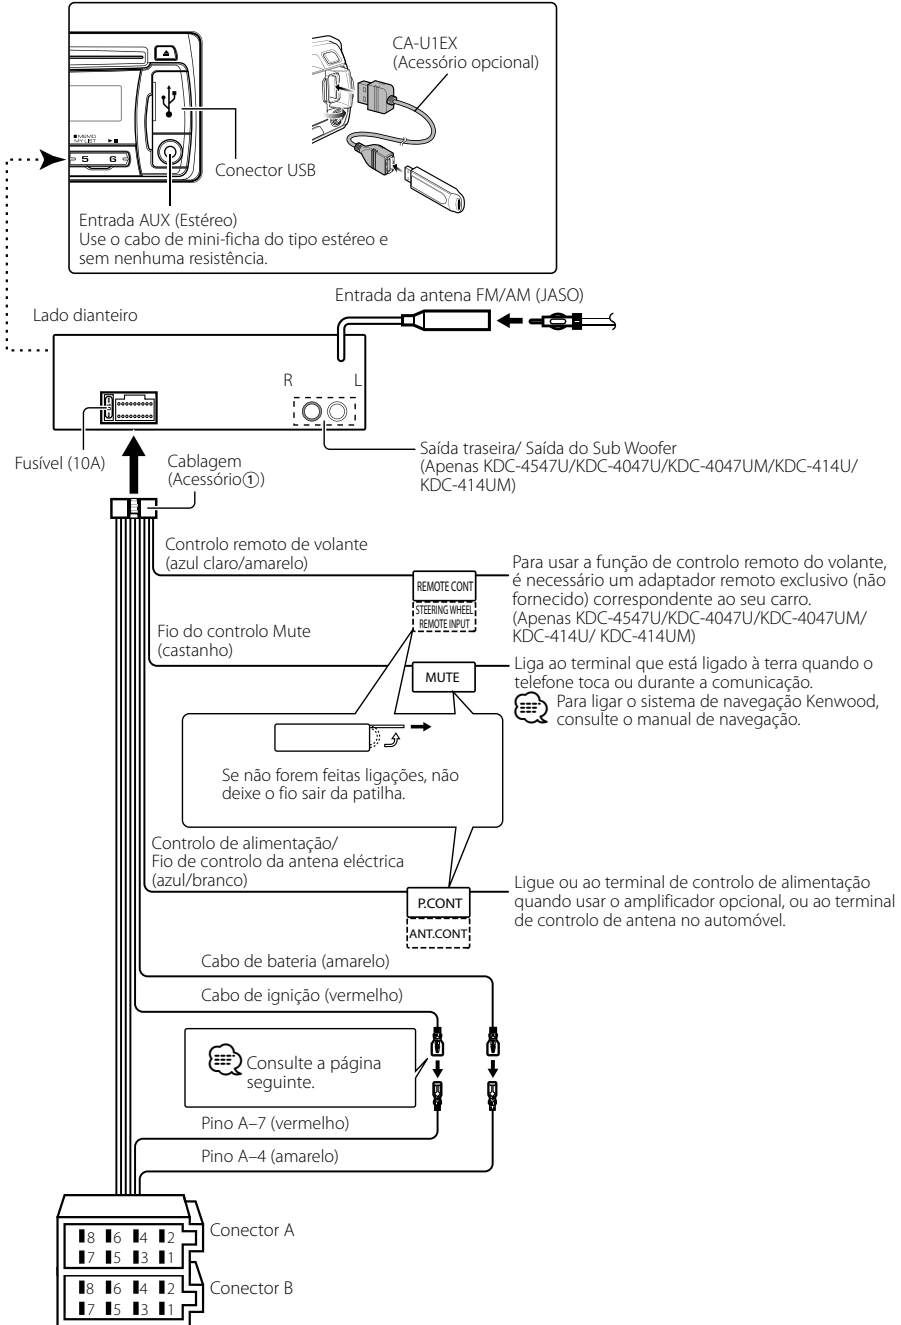 CA-U1EX
(Acessório opcional)
■MEMO
MY LIST
5 6
Conector USB
Entrada AUX (Estéreo)
Use o cabo de mini-ficha do tipo estéreo e
sem nenhuma resistência.
Entrada da antena FM/AM (JASO)
Lado dianteiro
R L
Fusível (10A)
Cablagem
(Acessório①)
Saída traseira/ Saída do Sub Woofer
(Apenas KDC-4547U/KDC-4047U/KDC-4047UM/KDC-414U/
KDC-414UM)
Controlo remoto de volante
(azul claro/amarelo)
REMOTE CONT
STEERING WHEEL
REMOTE INPUT
Para usar a função de controlo remoto do volante,
é necessário um adaptador remoto exclusivo (não
fornecido) correspondente ao seu carro.
(Apenas KDC-4547U/KDC-4047U/KDC-4047UM/
KDC-414U/ KDC-414UM)
Fio do controlo Mute
(castanho)
MUTE
Liga ao terminal que está ligado à terra quando o
telefone toca ou durante a comunicação.
Para ligar o sistema de navegação Kenwood,
consulte o manual de navegação.
Se não forem feitas ligações, não
deixe o fio sair da patilha.
Controlo de alimentação/
Fio de controlo da antena eléctrica
(azul/branco)
P.CONT
ANT.CONT
Ligue ou ao terminal de controlo de alimentação
quando usar o amplificador opcional, ou ao terminal
de controlo de antena no automóvel.
Cabo de bateria (amarelo)
Cabo de ignição (vermelho)
Consulte a página
seguinte.
Pino A–7 (vermelho)
Pino A–4 (amarelo)
8 6 4 2
7 5 3 1
Conector A
8 6 4 2
7 5 3 1
Conector B